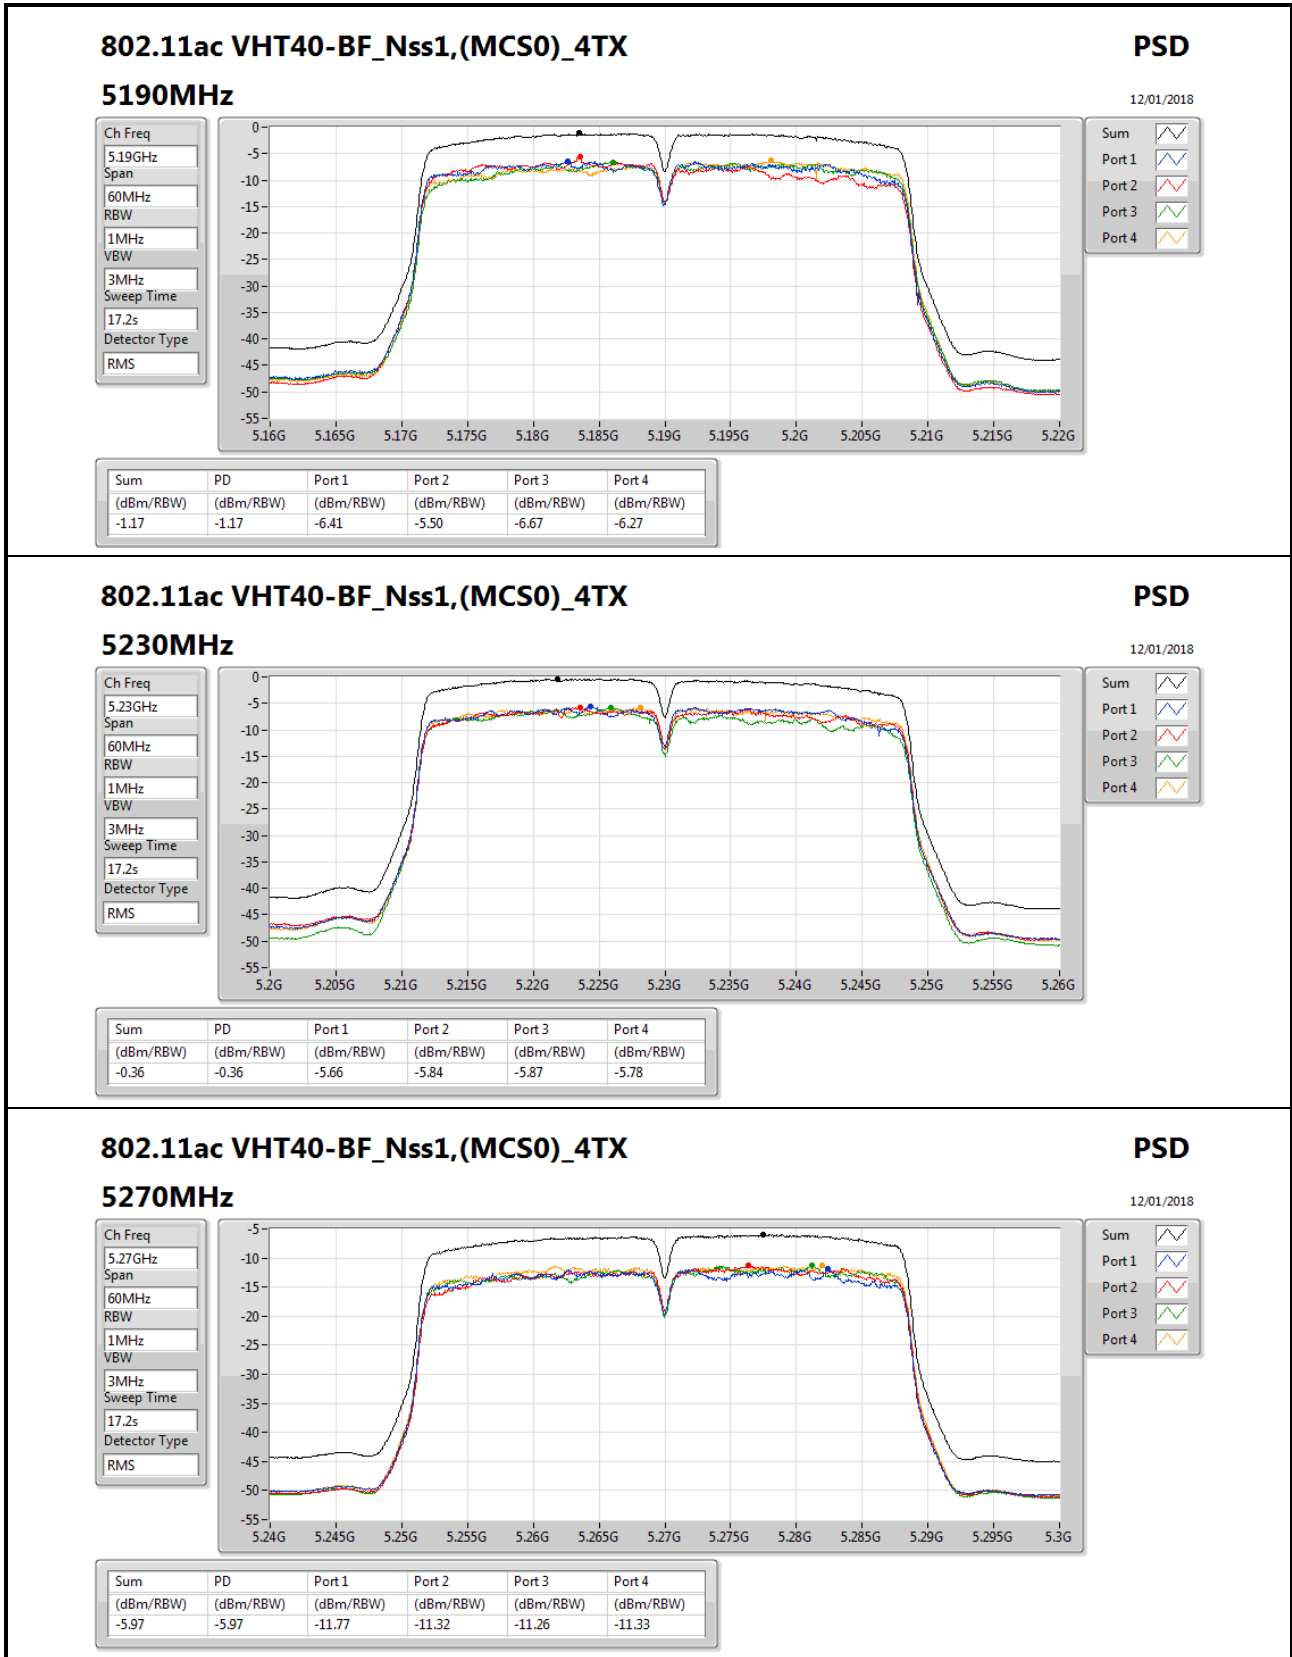 802.11ac VHT40-BF_Nss1,(MCS0)_4TX PSD
5190MHz 12/01/2018
Ch Freq
5.19GHz
Span
60MHz
RBW
1MHz
VBW
3MHz
Sweep Time
17.2s
Detector Type
RMS
0
-5
-10
-15
-20
-25
-30
-35
-40
-45
-50
-55
5.16G 5.165G 5.17G 5.175G 5.18G 5.185G 5.19G 5.195G 5.2G 5.205G 5.21G 5.215G 5.22G
Sum
Port 1
Port 2
Port 3
Port 4
Sum PD Port 1 Port 2 Port 3 Port 4
(dBm/RBW) (dBm/RBW) (dBm/RBW) (dBm/RBW) (dBm/RBW) (dBm/RBW)
-1.17 -1.17 -6.41 -5.50 -6.67 -6.27
802.11ac VHT40-BF_Nss1,(MCS0)_4TX PSD
5230MHz 12/01/2018
Ch Freq
5.23GHz
Span
60MHz
RBW
1MHz
VBW
3MHz
Sweep Time
17.2s
Detector Type
RMS
0
-5
-10
-15
-20
-25
-30
-35
-40
-45
-50
-55
5.2G 5.205G 5.21G 5.215G 5.22G 5.225G 5.23G 5.235G 5.24G 5.245G 5.25G 5.255G 5.26G
Sum
Port 1
Port 2
Port 3
Port 4
Sum PD Port 1 Port 2 Port 3 Port 4
(dBm/RBW) (dBm/RBW) (dBm/RBW) (dBm/RBW) (dBm/RBW) (dBm/RBW)
-0.36 -0.36 -5.66 -5.84 -5.87 -5.78
802.11ac VHT40-BF_Nss1,(MCS0)_4TX PSD
5270MHz 12/01/2018
Ch Freq
5.27GHz
Span
60MHz
RBW
1MHz
VBW
3MHz
Sweep Time
17.2s
Detector Type
RMS
-5
-10
-15
-20
-25
-30
-35
-40
-45
-50
-55
5.24G 5.245G 5.25G 5.255G 5.26G 5.265G 5.27G 5.275G 5.28G 5.285G 5.29G 5.295G 5.3G
Sum
Port 1
Port 2
Port 3
Port 4
Sum PD Port 1 Port 2 Port 3 Port 4
(dBm/RBW) (dBm/RBW) (dBm/RBW) (dBm/RBW) (dBm/RBW) (dBm/RBW)
-5.97 -5.97 -11.77 -11.32 -11.26 -11.33